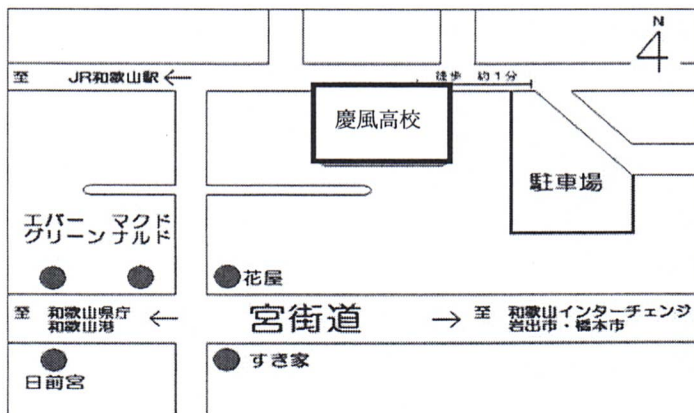 N
至 JR和歌山駅←
徒歩 約1分
慶風高校
駐車場
エバー
グリーン
マクド
ナルド
花屋
至 和歌山県庁
和歌山港
←
宮街道
→
至 和歌山インターチェンジ
岩出市・橋本市
日前宮
すき家